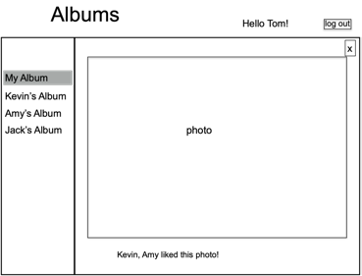 Albums
Hello Tom!
log out
x
My Album
Kevin's Album
Amy's Album
Jack's Album
photo
Kevin, Amy liked this photo!